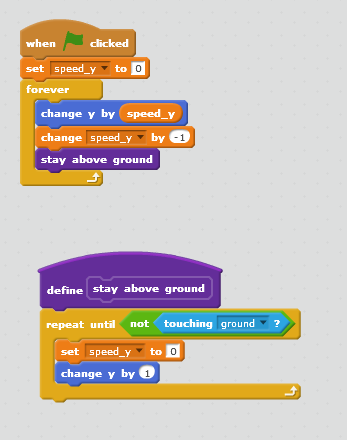 when clicked
set speed_y to 0
forever
change y by speed_y
change speed_y by -1
stay above ground
define stay above ground
repeat until not touching ground ?
set speed_y to 0
change y by 1